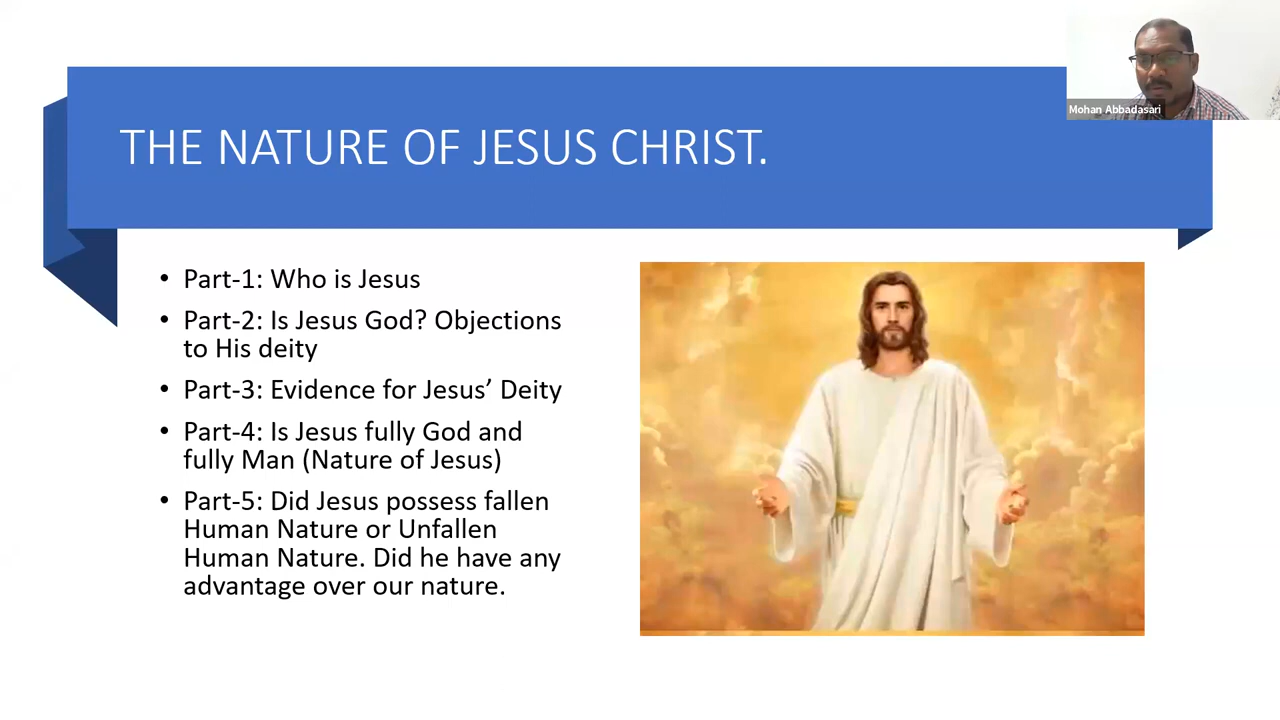 Mohan Abbadasari
THE NATURE OF JESUS CHRIST.
• Part-1: Who is Jesus
• Part-2: Is Jesus God? Objections
to His deity
• Part-3: Evidence for Jesus’ Deity
• Part-4: Is Jesus fully God and
fully Man (Nature of Jesus)
• Part-5: Did Jesus possess fallen
Human Nature or Unfallen
Human Nature. Did he have any
advantage over our nature.